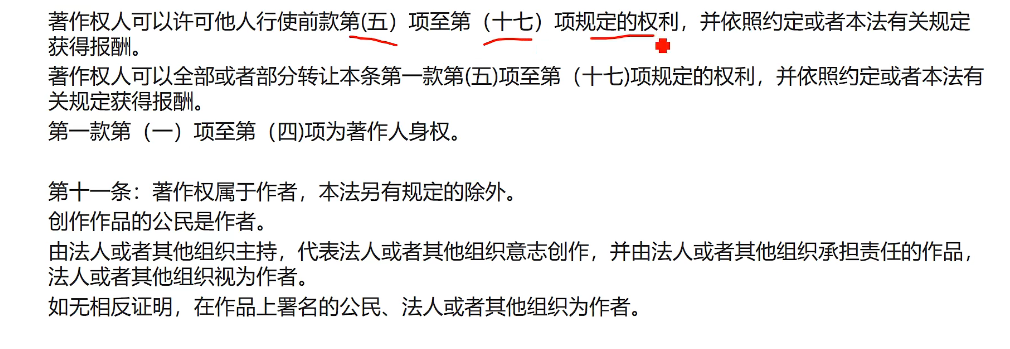 著作权人可以许可他人行使前款第(五）项至第（十七）项规定的权利，并依照约定或者本法有关规定
获得报酬。
著作权人可以全部或者部分转让本条第一款第(五)项至第（十七)项规定的权利，并依照约定或者本法有
关规定获得报酬。
第一款第（一）项至第（四)项为著作人身权。
第十一条：著作权属于作者，本法另有规定的除外。
创作作品的公民是作者。
由法人或者其他组织主持，代表法人或者其他组织意志创作，并由法人或者其他组织承担责任的作品，
法人或者其他组织视为作者。
如无相反证明，在作品上署名的公民、法人或者其他组织为作者。